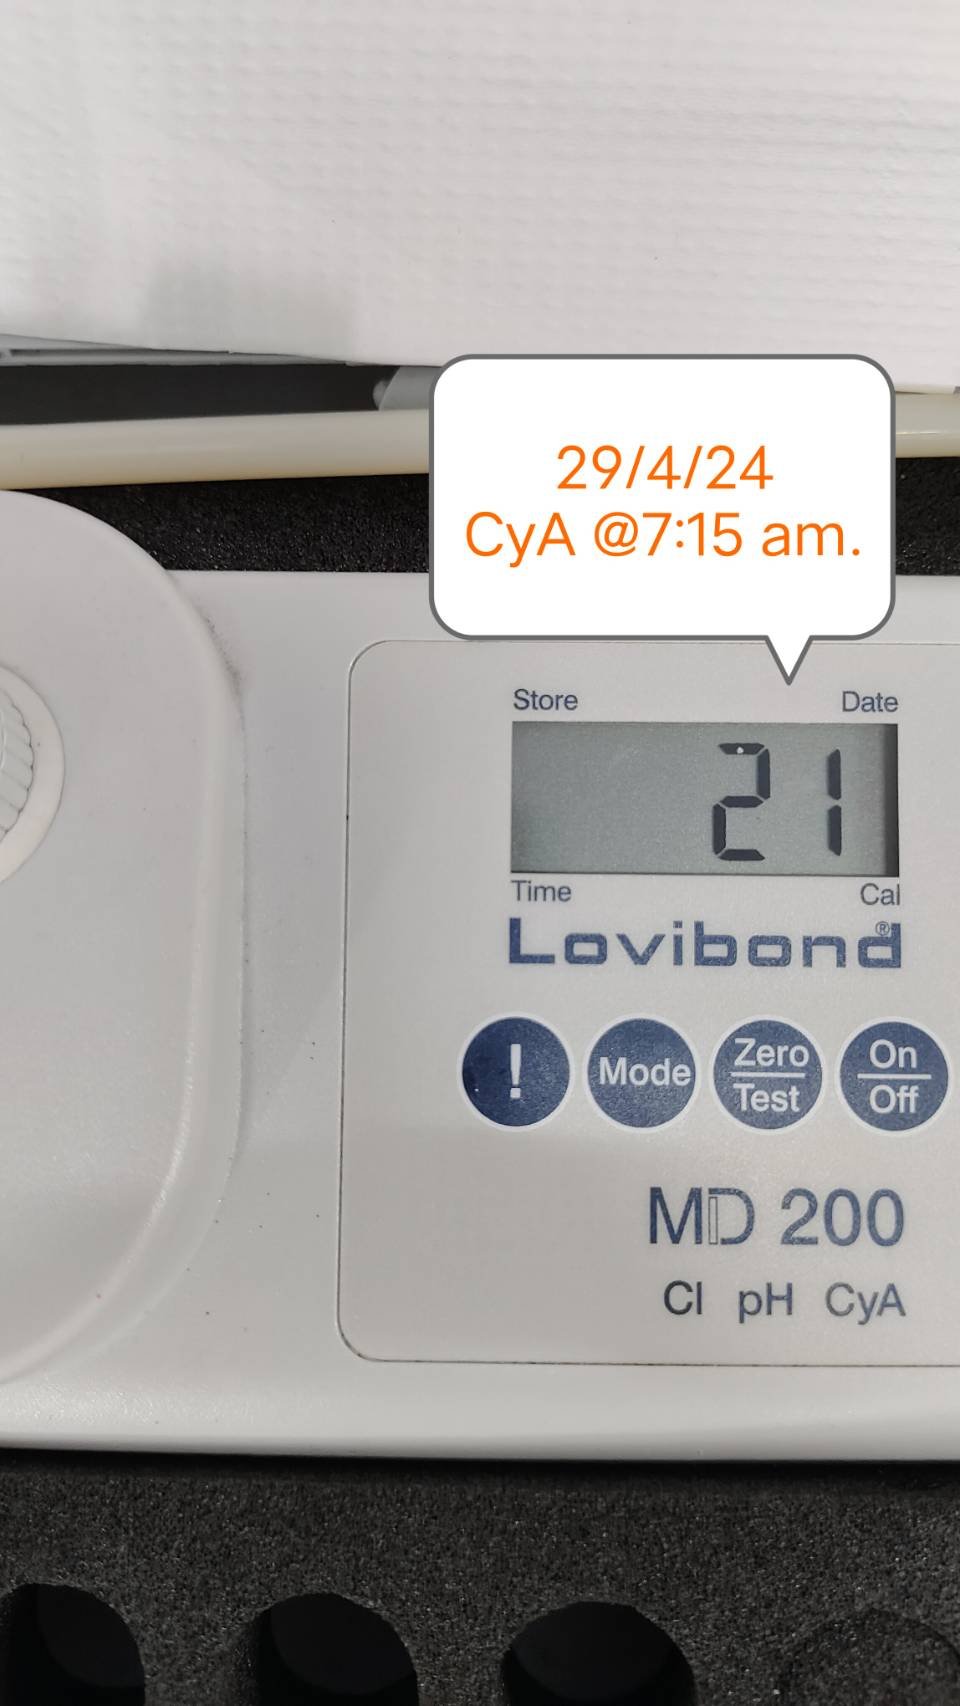 29/4/24
CyA @7:15 am.
Store Date
21
Time Cal
Lovibond®
! Mode Zero/Test On/Off
MD 200
Cl pH CyA